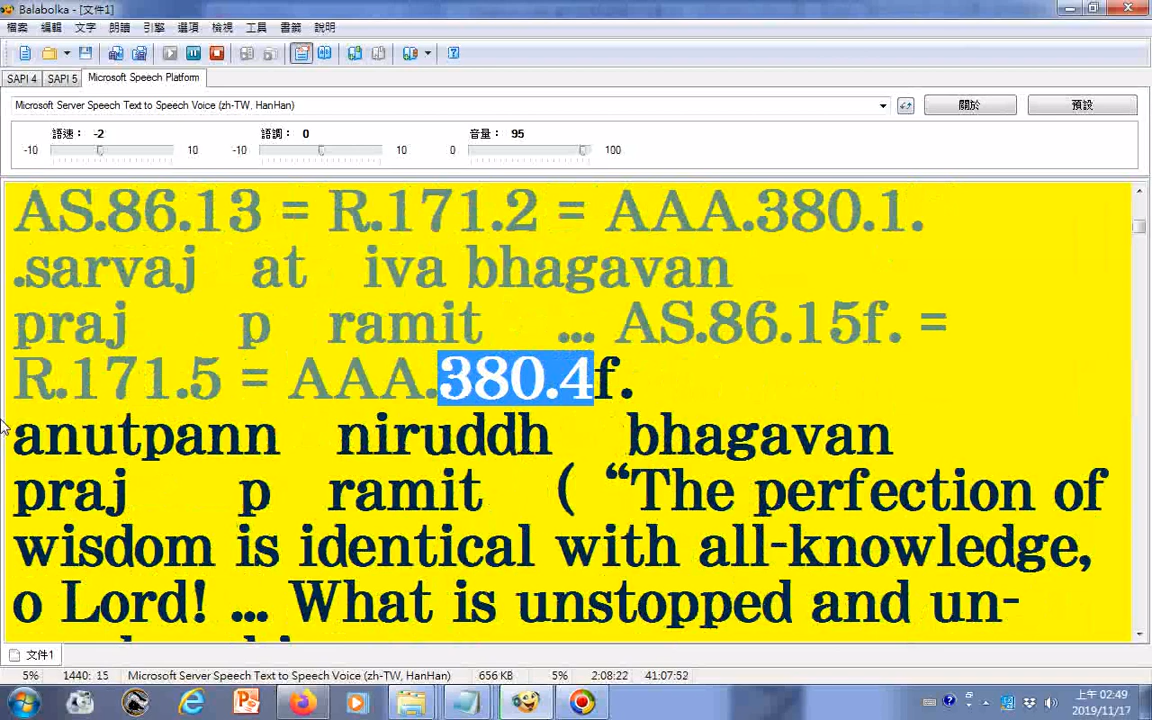 Balabolka - [文件1]
檔案 編輯 文字 朗讀 引擎 選項 檢視 工具 書籤 說明
SAPI 4 SAPI 5 Microsoft Speech Platform
Microsoft Server Speech Text to Speech Voice (zh-TW, HanHan) 關於 預設
語速： -2 語調： 0 音量： 95
-10 10 -10 10 0 100
AS.86.13 = R.171.2 = AAA.380.1.
.sarvaj at iva bhagavan
praj p ramit ... AS.86.15f. =
R.171.5 = AAA.380.4f.
anutpann niruddh bhagavan
praj p ramit ( “The perfection of
wisdom is identical with all-knowledge,
o Lord! ... What is unstopped and un-
文件1
5% 1440: 15 Microsoft Server Speech Text to Speech Voice (zh-TW, HanHan) 656 KB 5% 2:08:22 41:07:52
上午 02:49
2019/11/17